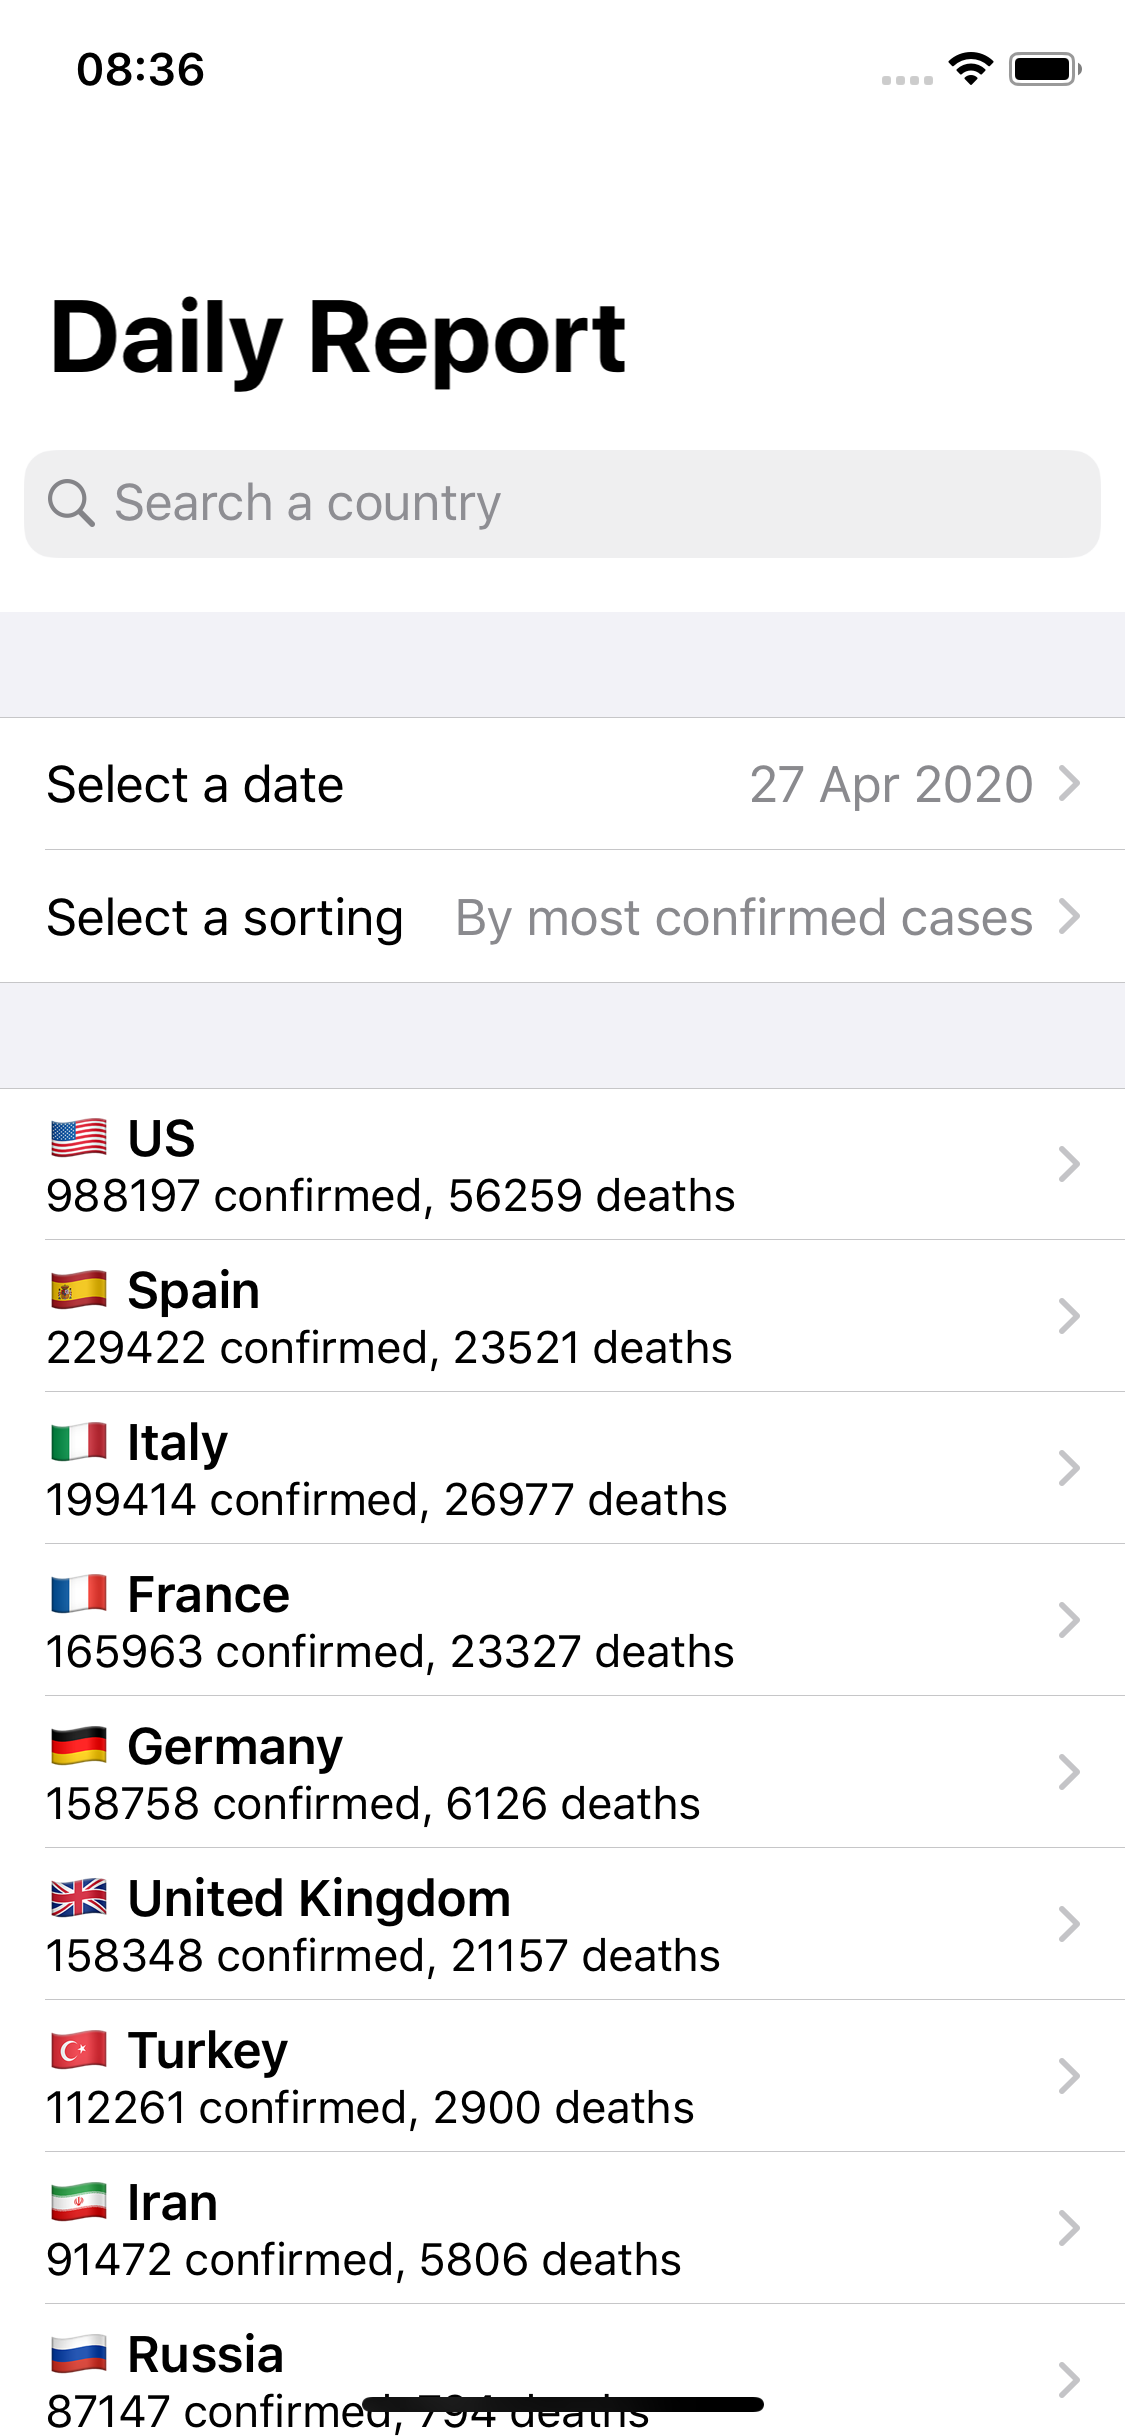 08:36
Daily Report
Search a country
Select a date 27 Apr 2020
Select a sorting By most confirmed cases
US
988197 confirmed, 56259 deaths
Spain
229422 confirmed, 23521 deaths
Italy
199414 confirmed, 26977 deaths
France
165963 confirmed, 23327 deaths
Germany
158758 confirmed, 6126 deaths
United Kingdom
158348 confirmed, 21157 deaths
Turkey
112261 confirmed, 2900 deaths
Iran
91472 confirmed, 5806 deaths
Russia
87147 confirmed, 794 deaths